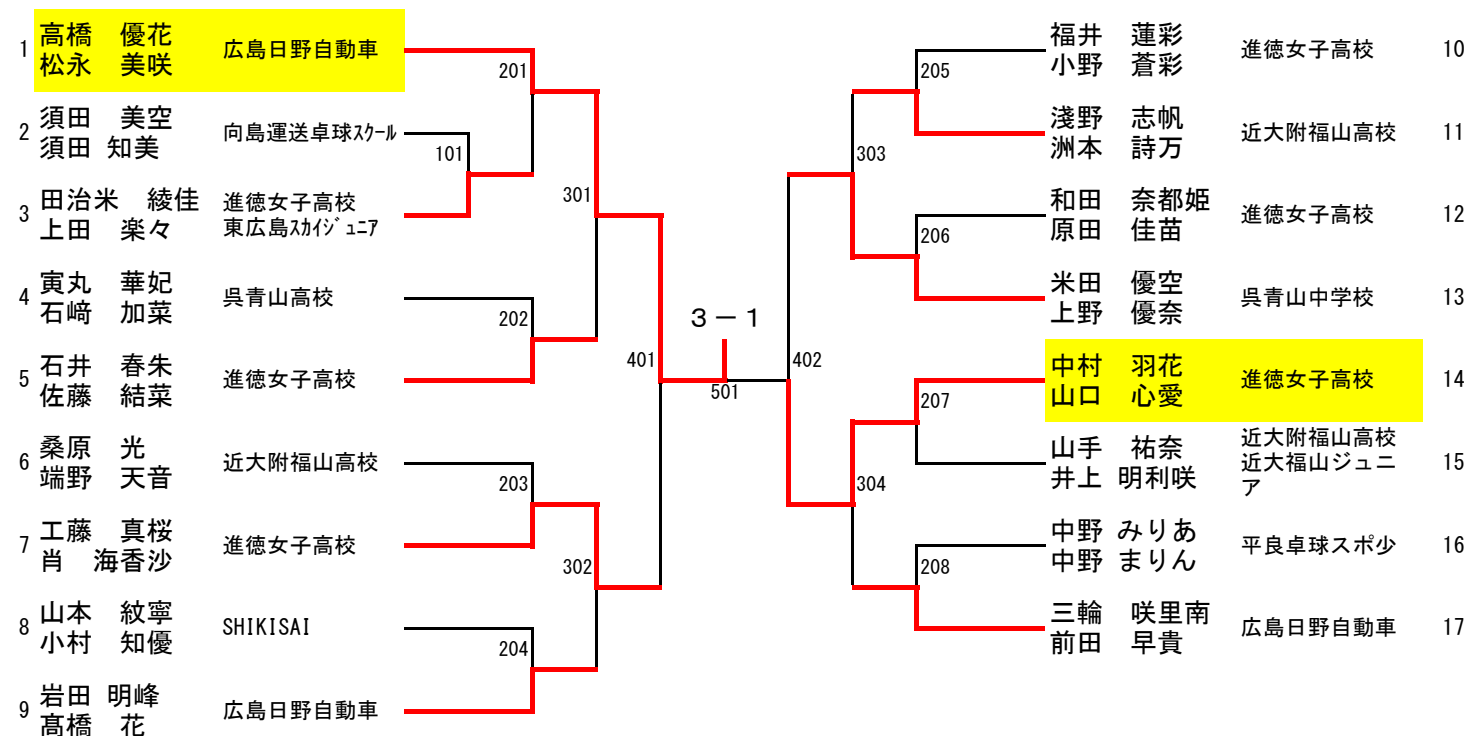 1 高橋　優花 広島日野自動車
松永　美咲
2 須田　美空 向島運送卓球ｽｸｰﾙ
須田 知美
3 田治米　綾佳 進徳女子高校
上田　楽々 東広島ｽｶｲｼﾞｭﾆｱ
4 寅丸　華妃 呉青山高校
石﨑　加菜
5 石井　春朱 進徳女子高校
佐藤　結菜
6 桑原　光 近大附福山高校
端野　天音
7 工藤　真桜 進徳女子高校
肖　海香沙
8 山本　紋寧 SHIKISAI
小村　知優
9 岩田 明峰 広島日野自動車
髙橋　花
101
201
202
203
204
301
302
401
３－１
501
402
303
304
205
206
207
208
福井　蓮彩 進徳女子高校 10
小野　蒼彩
淺野　志帆 近大附福山高校 11
洲本　詩万
和田　奈都姫 進徳女子高校 12
原田　佳苗
米田　優空 呉青山中学校 13
上野　優奈
中村　羽花 進徳女子高校 14
山口　心愛
山手　祐奈 近大附福山高校 15
井上 明利咲 近大福山ジュニ
ア
中野 みりあ 平良卓球スポ少 16
中野 まりん
三輪　咲里南 広島日野自動車 17
前田　早貴